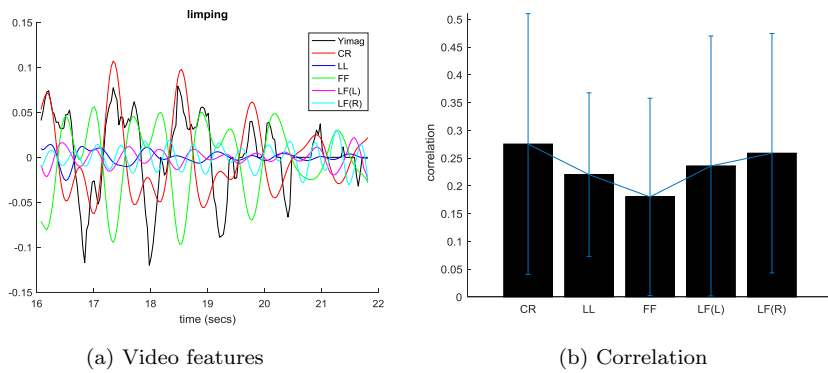 limping
0.15
0.1
0.05
0
-0.05
-0.1
-0.15
16 17 18 19 20 21 22
time (secs)
Yimag
CR
LL
FF
LF(L)
LF(R)
(a) Video features
0.5
0.45
0.4
0.35
0.3
0.25
0.2
0.15
0.1
0.05
0
correlation
CR LL FF LF(L) LF(R)
(b) Correlation